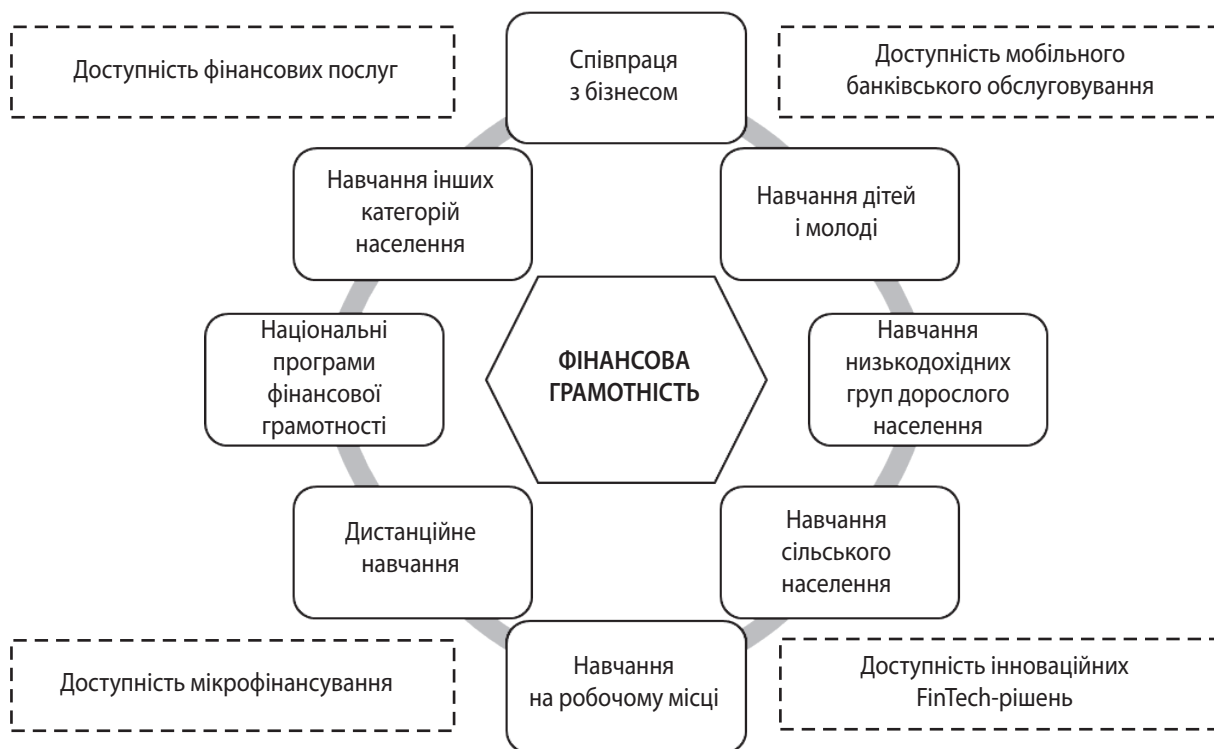 Доступність фінансових послуг
Співпраця
з бізнесом
Доступність мобільного
банківського обслуговування
Навчання інших
категорій
населення
Навчання дітей
і молоді
Національні
програми
фінансової
грамотності
ФІНАНСОВА
ГРАМОТНІСТЬ
Навчання
низькодохідних
груп дорослого
населення
Дистанційне
навчання
Навчання
сільського
населення
Доступність мікрофінансування
Навчання
на робочому місці
Доступність інноваційних
FinTech-рішень